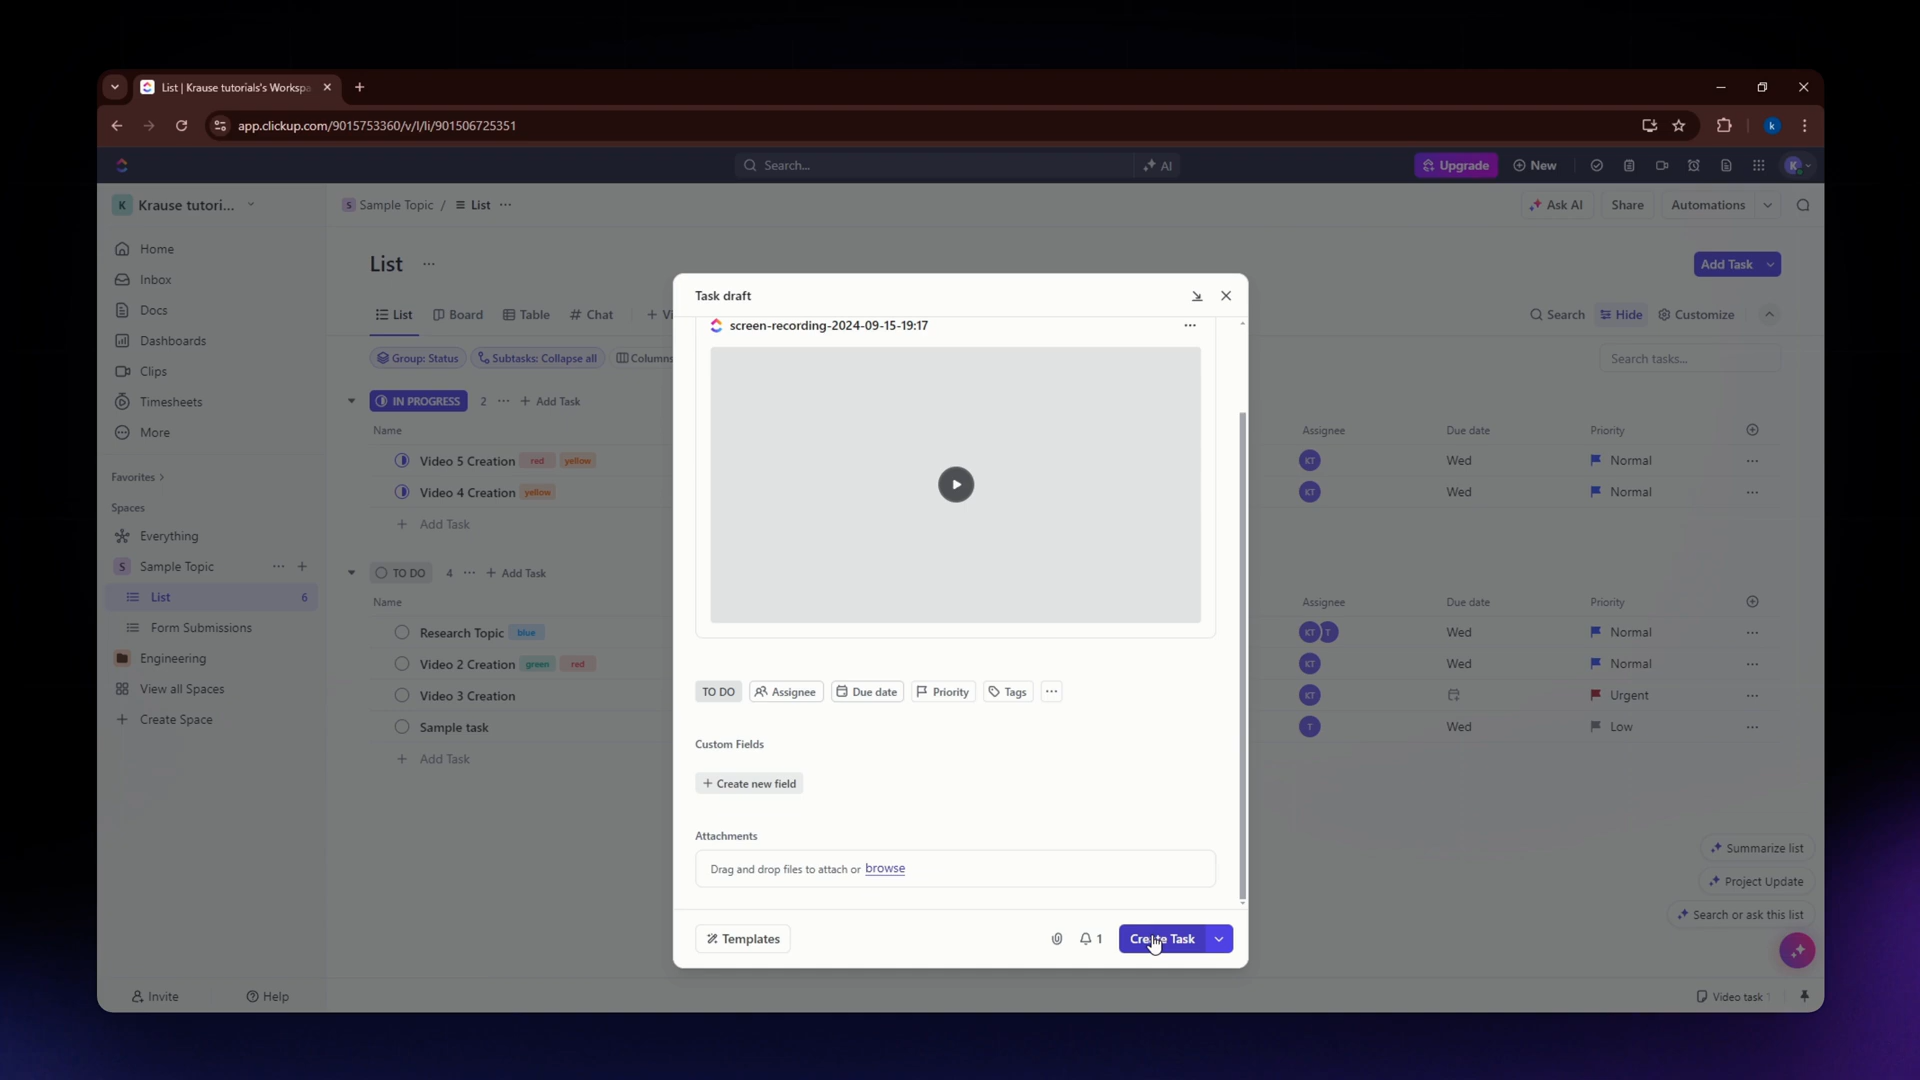 List | Krause tutorials's Workspa
app.clickup.com/9015753360/v/l/li/901506725351
k
Search...
AI
Upgrade
New
K
K Krause tutori...
S Sample Topic / List ...
Ask AI
Share
Automations
Home
Inbox
Docs
Dashboards
Clips
Timesheets
More
Favorites
Spaces
Everything
S Sample Topic
List 6
Form Submissions
Engineering
View all Spaces
Create Space
Invite
Help
List
Add Task
List
Board
Table
# Chat
+
Search
Hide
Customize
Group: Status
Subtasks: Collapse all
Columns
Search tasks...
IN PROGRESS 2 ... + Add Task
Name
Assignee
Due date
Priority
Video 5 Creation red yellow
KT Wed Normal
Video 4 Creation yellow
KT Wed Normal
+ Add Task
TO DO 4 ... + Add Task
Name
Assignee
Due date
Priority
Research Topic blue
KT T Wed Normal
Video 2 Creation green red
KT Wed Normal
Video 3 Creation
KT Urgent
Sample task
T Wed Low
+ Add Task
Task draft
screen-recording-2024-09-15-19:17
TO DO
Assignee
Due date
Priority
Tags
Custom Fields
+ Create new field
Attachments
Drag and drop files to attach or browse
Templates
1
Create Task
Summarize list
Project Update
Search or ask this list
Video task